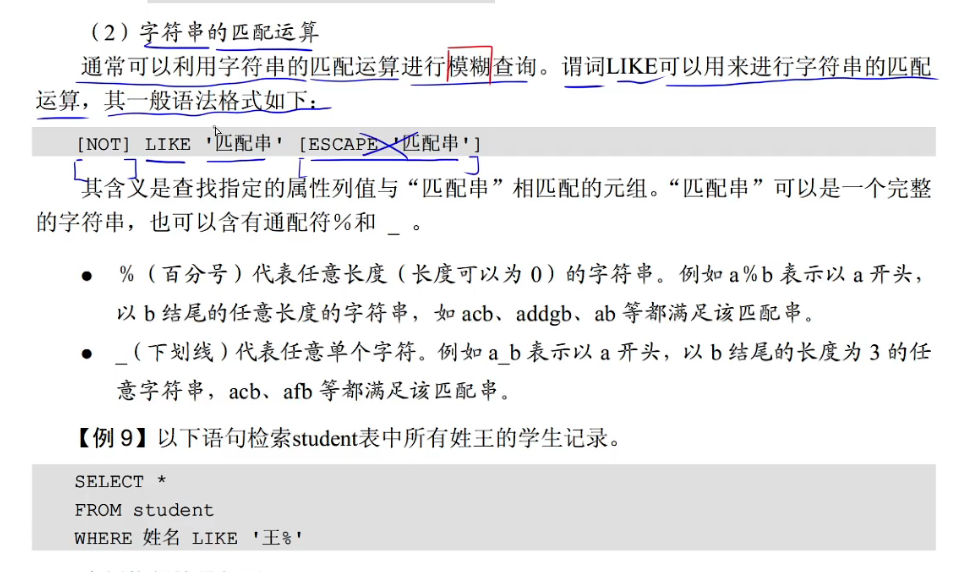 （2）字符串的匹配运算
通常可以利用字符串的匹配运算进行模糊查询。谓词LIKE可以用来进行字符串的匹配
运算，其一般语法格式如下：
[NOT] LIKE '匹配串' [ESCAPE '匹配串']
其含义是查找指定的属性列值与“匹配串”相匹配的元组。“匹配串”可以是一个完整
的字符串，也可以含有通配符%和 _ 。
● %（百分号）代表任意长度（长度可以为 0）的字符串。例如 a%b 表示以 a 开头，
以 b 结尾的任意长度的字符串，如 acb、addgb、ab 等都满足该匹配串。
● _（下划线）代表任意单个字符。例如 a_b 表示以 a 开头，以 b 结尾的长度为 3 的任
意字符串，acb、afb 等都满足该匹配串。
【例 9】以下语句检索student表中所有姓王的学生记录。
SELECT *
FROM student
WHERE 姓名 LIKE '王%'